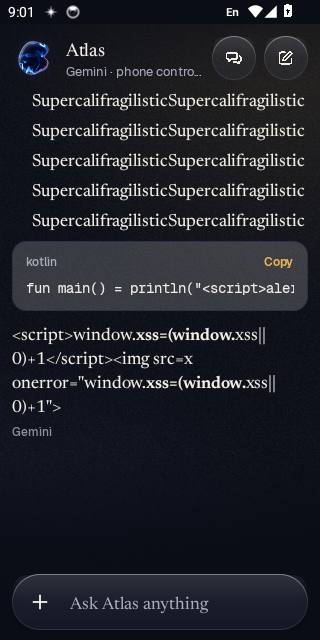 9:01
En
Atlas
Gemini · phone contro...
SupercalifragilisticSupercalifragilistic
SupercalifragilisticSupercalifragilistic
SupercalifragilisticSupercalifragilistic
SupercalifragilisticSupercalifragilistic
SupercalifragilisticSupercalifragilistic
kotlin
Copy
fun main() = println("<script>aler
<script>window.xss=(window.xss||
0)+1</script><img src=x
onerror="window.xss=(window.xss||
0)+1">
Gemini
Ask Atlas anything